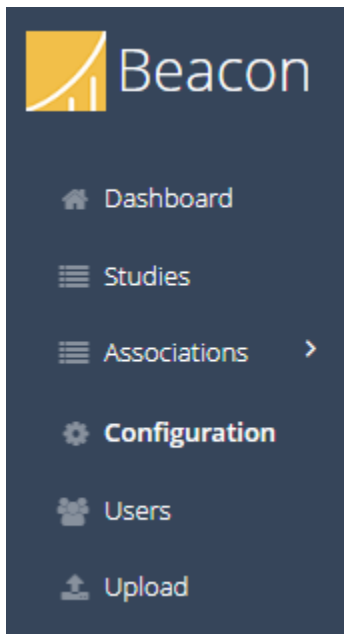 Beacon
Dashboard
Studies
Associations
Configuration
Users
Upload